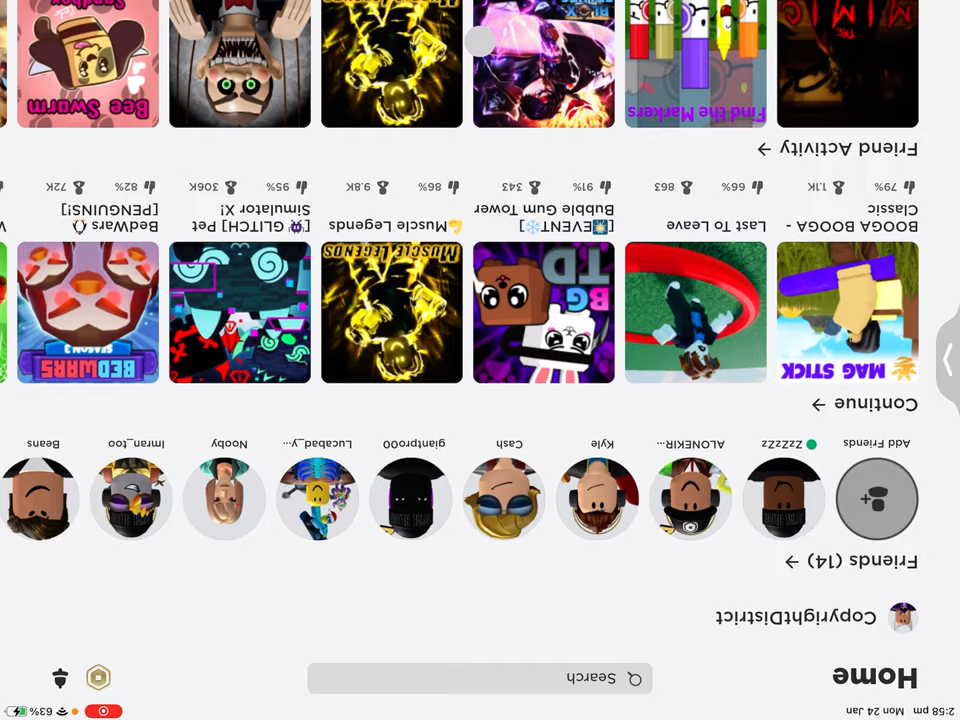 2:58 pm Mon 24 Jan
63%
Home
Search
CopyrightDistrict
Friends (14) →
Add Friends
ZzZzZz
ALONEKIR...
Kyle
Cash
giantpro00
Lucabad_y...
Nooby
Imran_too
Beans
Continue →
MAG STICK
BG TD
MUSCLE LEGENDS
BEDWARS
SEASON 2
BOOGA BOOGA - Classic
79% 1.1K
Last To Leave
66% 863
[🎆EVENT❄️] Bubble Gum Tower
91% 343
💪Muscle Legends
86% 9.8K
[👾 GLITCH] Pet Simulator X!
95% 306K
BedWars 🐧 [PENGUINS!]
82% 72K
Friend Activity →
Find the Markers
Bee Swarm